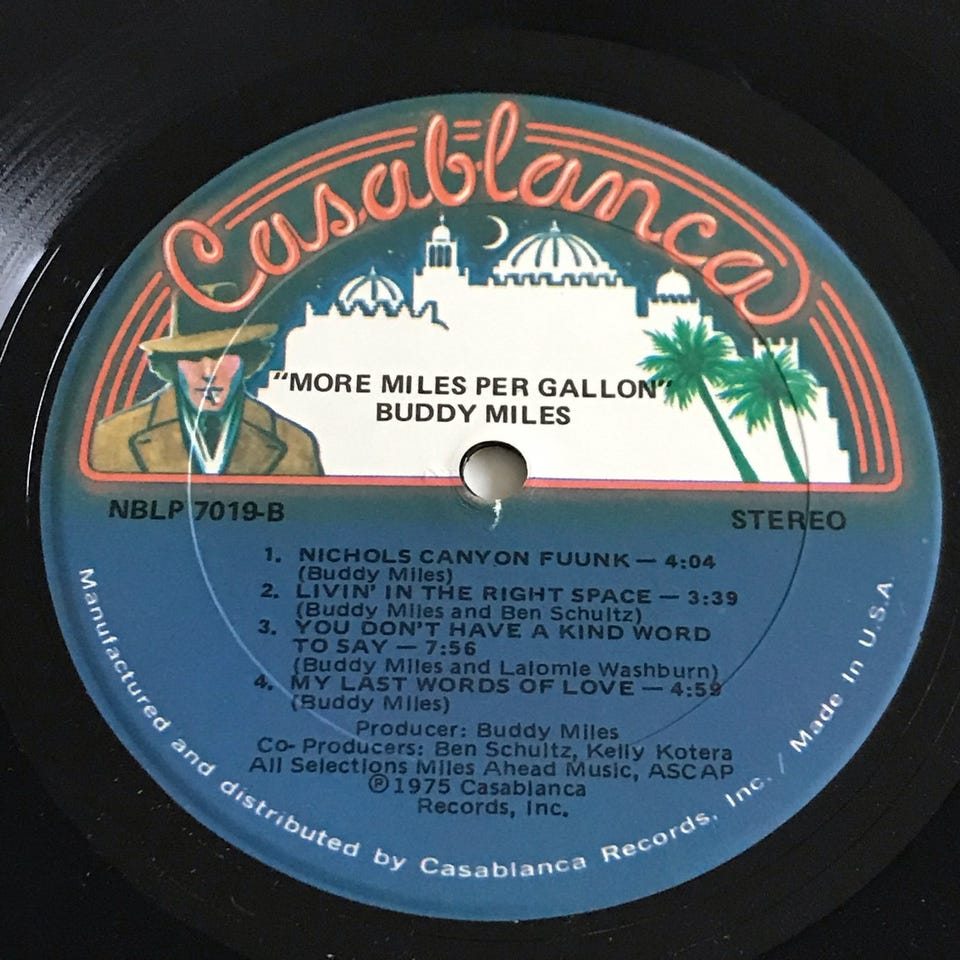 Casablanca
“MORE MILES PER GALLON”
BUDDY MILES
NBLP 7019-B
STEREO
1. NICHOLS CANYON FUUNK — 4:04
(Buddy Miles)
2. LIVIN' IN THE RIGHT SPACE — 3:39
(Buddy Miles and Ben Schultz)
3. YOU DON'T HAVE A KIND WORD
TO SAY — 7:56
(Buddy Miles and Lalomie Washburn)
4. MY LAST WORDS OF LOVE — 4:59
(Buddy Miles)
Producer: Buddy Miles
Co-Producers: Ben Schultz, Kelly Kotera
All Selections Miles Ahead Music, ASCAP
℗1975 Casablanca
Records, Inc.
Manufactured and distributed by Casablanca Records, Inc. / Made In U.S.A.